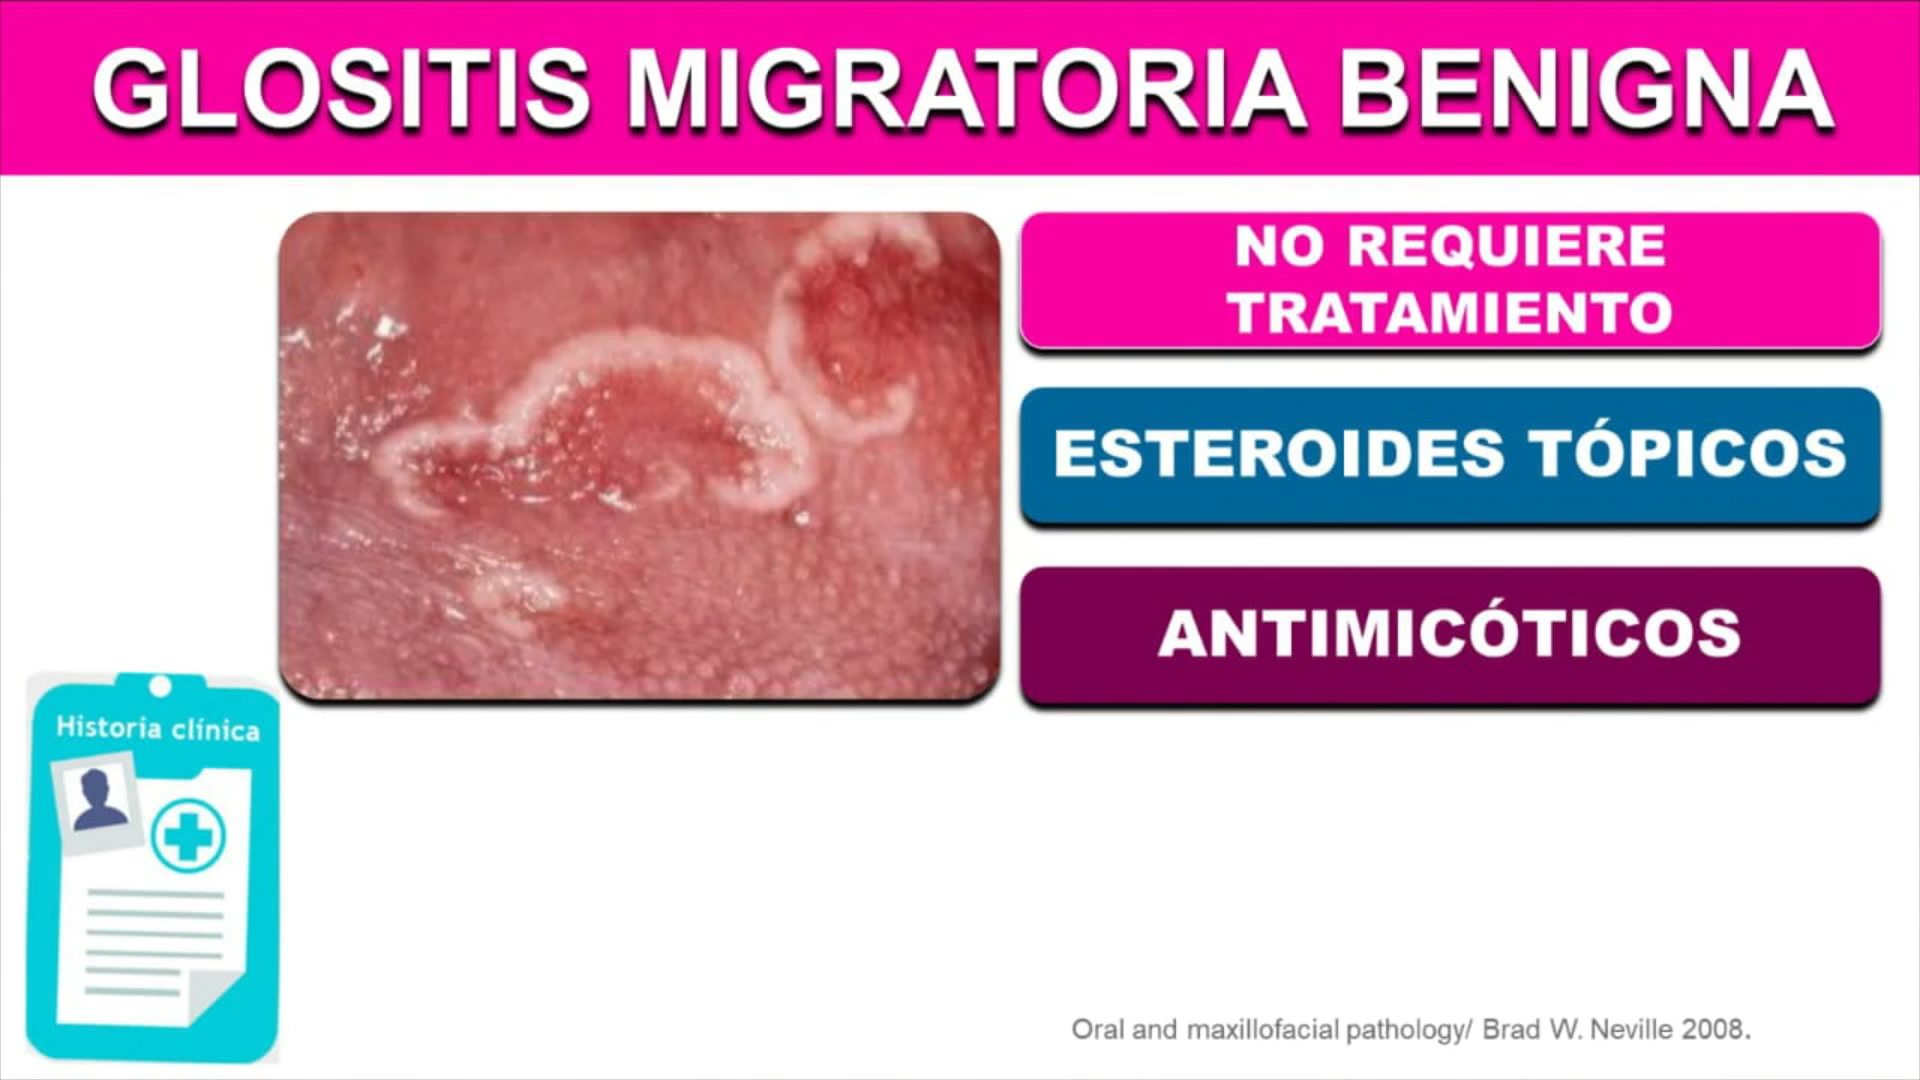 GLOSITIS MIGRATORIA BENIGNA
NO REQUIERE
TRATAMIENTO
ESTEROIDES TÓPICOS
ANTIMICÓTICOS
Historia clínica
Oral and maxillofacial pathology/ Brad W. Neville 2008.